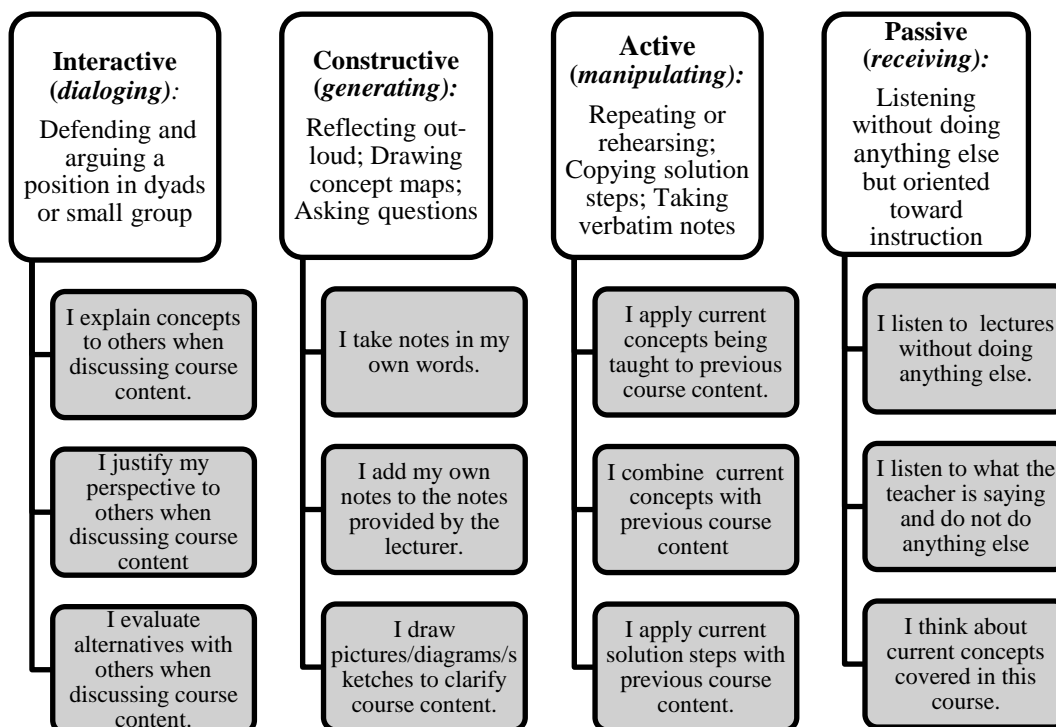 Interactive
(dialoging):
Defending and
arguing a
position in dyads
or small group
I explain concepts
to others when
discussing course
content.
I justify my
perspective to
others when
discussing course
content
I evaluate
alternatives with
others when
discussing course
content.
Constructive
(generating):
Reflecting out-
loud; Drawing
concept maps;
Asking questions
I take notes in my
own words.
I add my own
notes to the notes
provided by the
lecturer.
I draw
pictures/diagrams/s
ketches to clarify
course content.
Active
(manipulating):
Repeating or
rehearsing;
Copying solution
steps; Taking
verbatim notes
I apply current
concepts being
taught to previous
course content.
I combine current
concepts with
previous course
content
I apply current
solution steps with
previous course
content.
Passive
(receiving):
Listening
without doing
anything else
but oriented
toward
instruction
I listen to lectures
without doing
anything else.
I listen to what the
teacher is saying
and do not do
anything else
I think about
current concepts
covered in this
course.